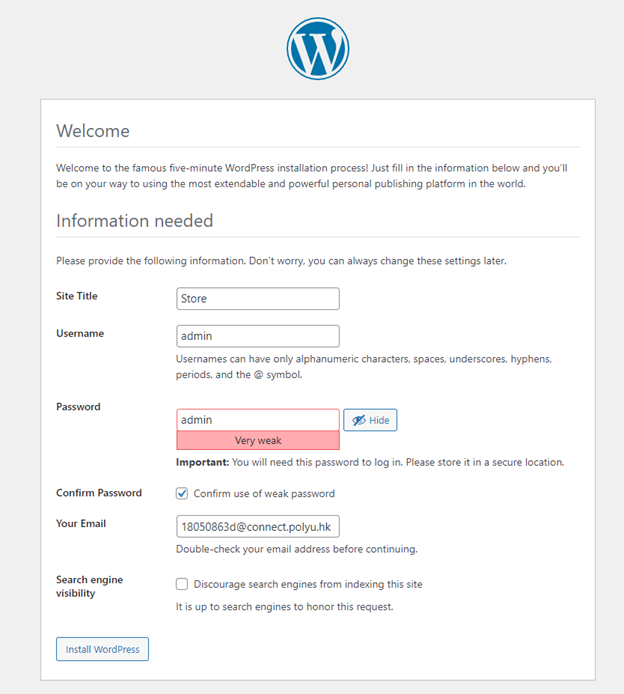 Welcome
Welcome to the famous five-minute WordPress installation process! Just fill in the information below and you'll
be on your way to using the most extendable and powerful personal publishing platform in the world.
Information needed
Please provide the following information. Don't worry, you can always change these settings later.
Site Title
Store
Username
admin
Usernames can have only alphanumeric characters, spaces, underscores, hyphens,
periods, and the @ symbol.
Password
admin
Hide
Very weak
Important: You will need this password to log in. Please store it in a secure location.
Confirm Password
Confirm use of weak password
Your Email
18050863d@connect.polyu.hk
Double-check your email address before continuing.
Search engine
visibility
Discourage search engines from indexing this site
It is up to search engines to honor this request.
Install WordPress